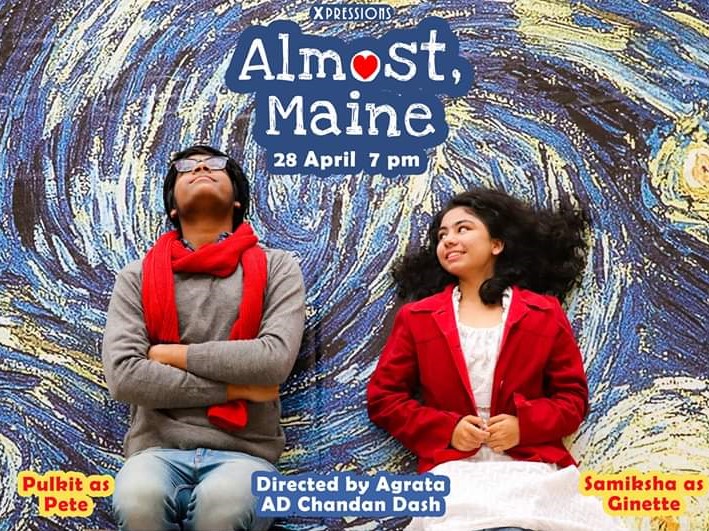 XPRESSIONS
Almost,
Maine
28 April 7 pm
Pulkit as
Pete
Directed by Agrata
AD Chandan Dash
Samiksha as
Ginette